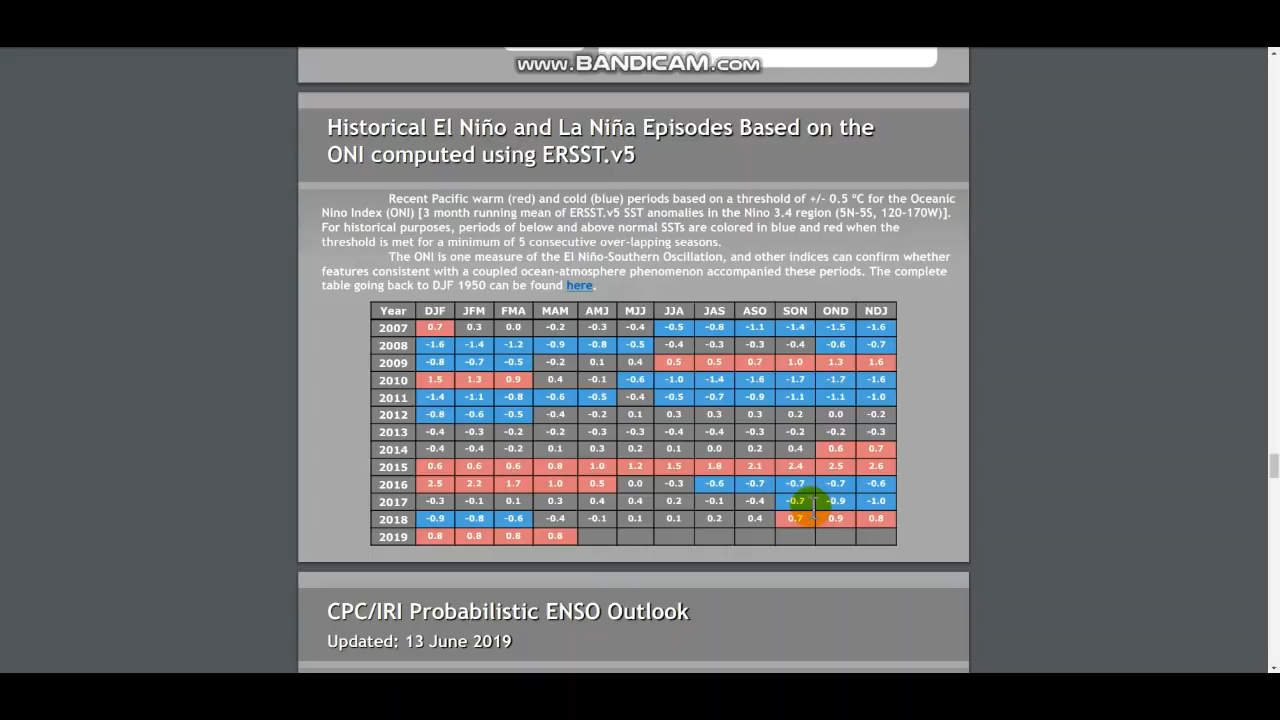 www.BANDICAM.com
Historical El Niño and La Niña Episodes Based on the
ONI computed using ERSST.v5
Recent Pacific warm (red) and cold (blue) periods based on a threshold of +/- 0.5 ºC for the Oceanic
Nino Index (ONI) [3 month running mean of ERSST.v5 SST anomalies in the Nino 3.4 region (5N-5S, 120-170W)].
For historical purposes, periods of below and above normal SSTs are colored in blue and red when the
threshold is met for a minimum of 5 consecutive over-lapping seasons.
The ONI is one measure of the El Niño-Southern Oscillation, and other indices can confirm whether
features consistent with a coupled ocean-atmosphere phenomenon accompanied these periods. The complete
table going back to DJF 1950 can be found here.
Year DJF JFM FMA MAM AMJ MJJ JJA JAS ASO SON OND NDJ
2007 0.7 0.3 0.0 -0.2 -0.3 -0.4 -0.5 -0.8 -1.1 -1.4 -1.5 -1.6
2008 -1.6 -1.4 -1.2 -0.9 -0.8 -0.5 -0.4 -0.3 -0.3 -0.4 -0.6 -0.7
2009 -0.8 -0.7 -0.5 -0.2 0.1 0.4 0.5 0.5 0.7 1.0 1.3 1.6
2010 1.5 1.3 0.9 0.4 -0.1 -0.6 -1.0 -1.4 -1.6 -1.7 -1.7 -1.6
2011 -1.4 -1.1 -0.8 -0.6 -0.5 -0.4 -0.5 -0.7 -0.9 -1.1 -1.1 -1.0
2012 -0.8 -0.6 -0.5 -0.4 -0.2 0.1 0.3 0.3 0.3 0.2 0.0 -0.2
2013 -0.4 -0.3 -0.2 -0.2 -0.3 -0.3 -0.4 -0.4 -0.3 -0.2 -0.2 -0.3
2014 -0.4 -0.4 -0.2 0.1 0.3 0.2 0.1 0.0 0.2 0.4 0.6 0.7
2015 0.6 0.6 0.6 0.8 1.0 1.2 1.5 1.8 2.1 2.4 2.5 2.6
2016 2.5 2.2 1.7 1.0 0.5 0.0 -0.3 -0.6 -0.7 -0.7 -0.7 -0.6
2017 -0.3 -0.1 0.1 0.3 0.4 0.4 0.2 -0.1 -0.4 -0.7 -0.9 -1.0
2018 -0.9 -0.8 -0.6 -0.4 -0.1 0.1 0.1 0.2 0.4 0.7 0.9 0.8
2019 0.8 0.8 0.8 0.8
CPC/IRI Probabilistic ENSO Outlook
Updated: 13 June 2019